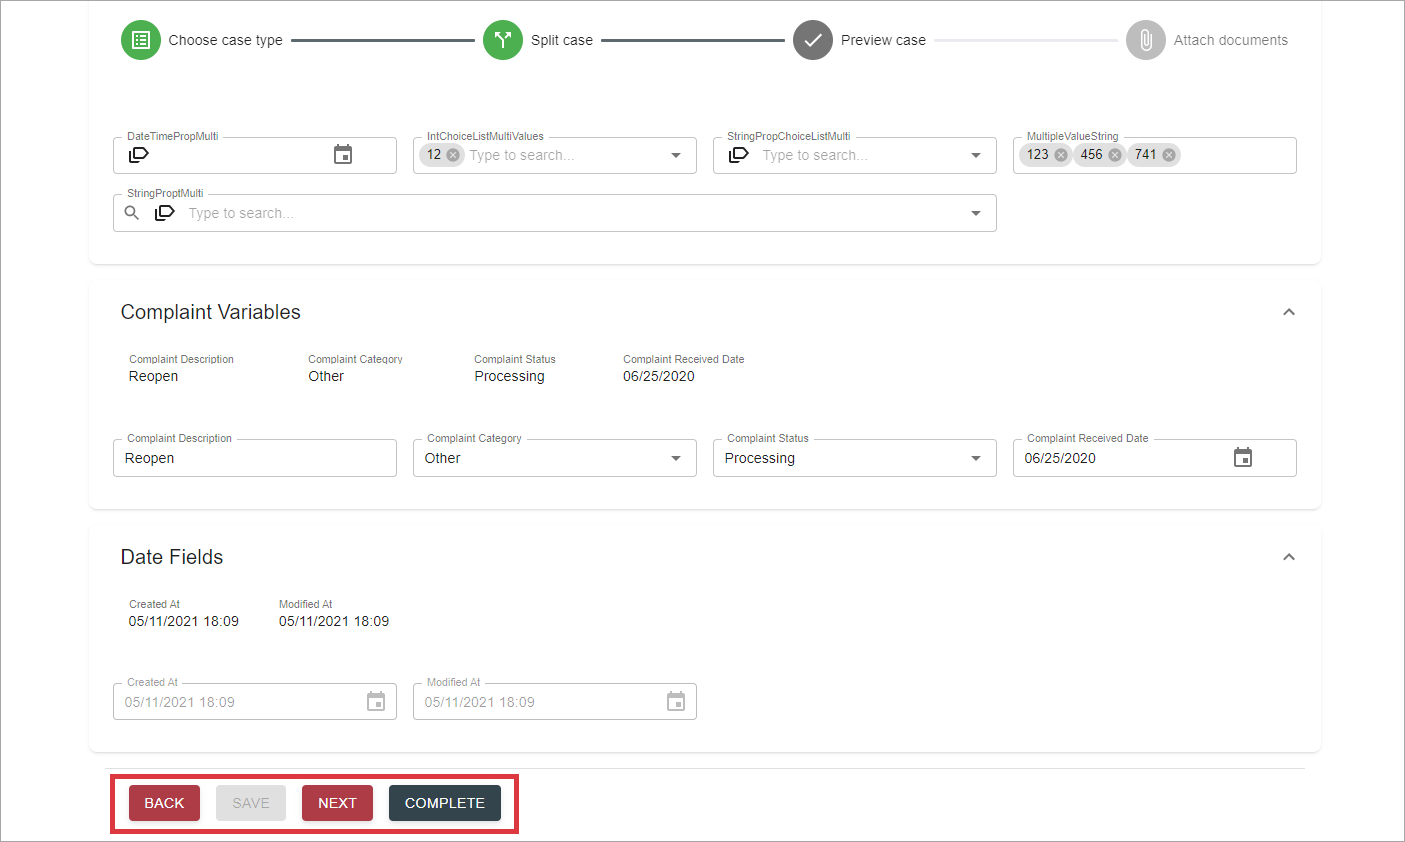 Choose case type Split case Preview case Attach documents
DateTimePropMulti IntChoiceListMultiValues StringPropChoiceListMulti MultipleValueString
12 Type to search... Type to search... 123 456 741
StringProptMulti
Type to search...
Complaint Variables
Complaint Description Complaint Category Complaint Status Complaint Received Date
Reopen Other Processing 06/25/2020
Complaint Description Complaint Category Complaint Status Complaint Received Date
Reopen Other Processing 06/25/2020
Date Fields
Created At Modified At
05/11/2021 18:09 05/11/2021 18:09
Created At Modified At
05/11/2021 18:09 05/11/2021 18:09
BACK SAVE NEXT COMPLETE